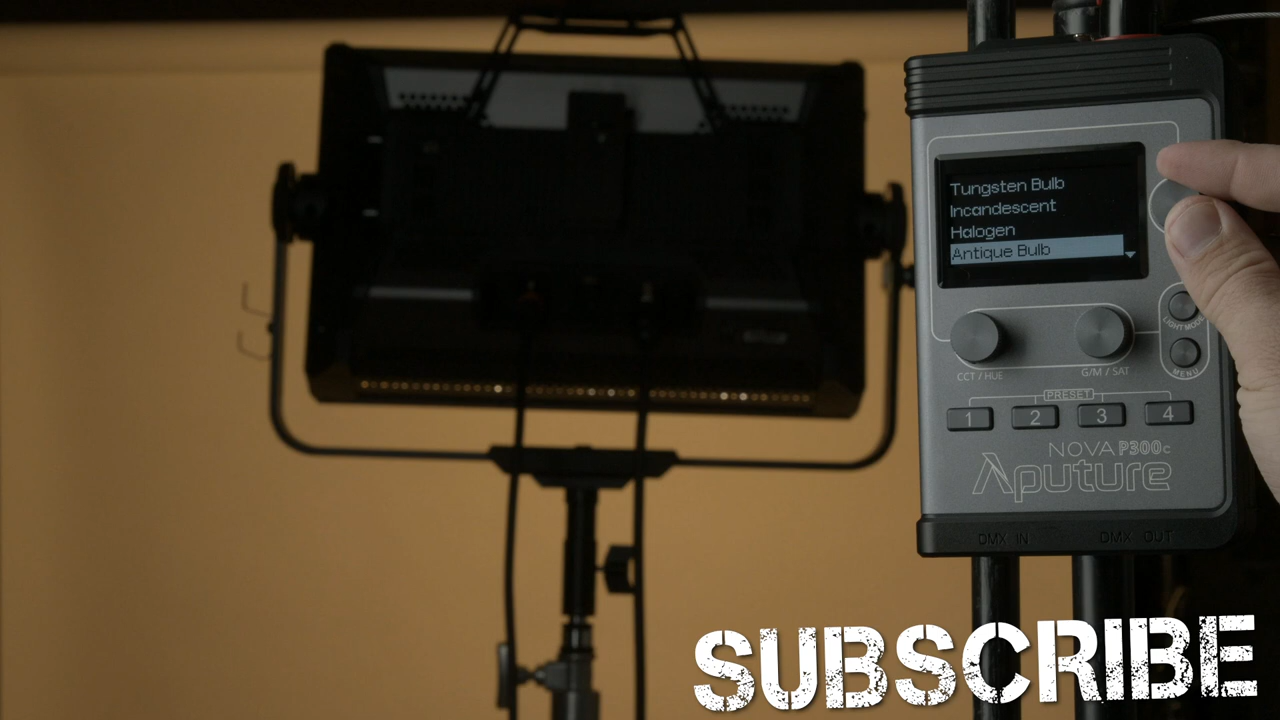 Tungsten Bulb
Incandescent
Halogen
Antique Bulb
LIGHT MODE
CCT / HUE
G/M / SAT
MENU
PRESET
1 2 3 4
NOVA P300c
Aputure
DMX IN DMX OUT
SUBSCRIBE